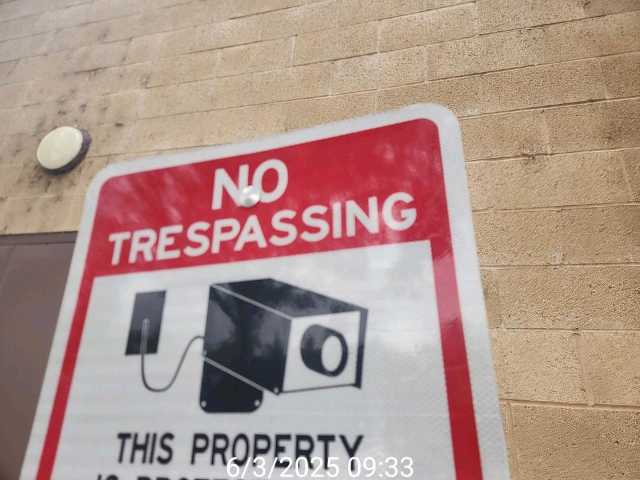 NO
TRESPASSING
THIS PROPERTY
6/3/2025 09:33